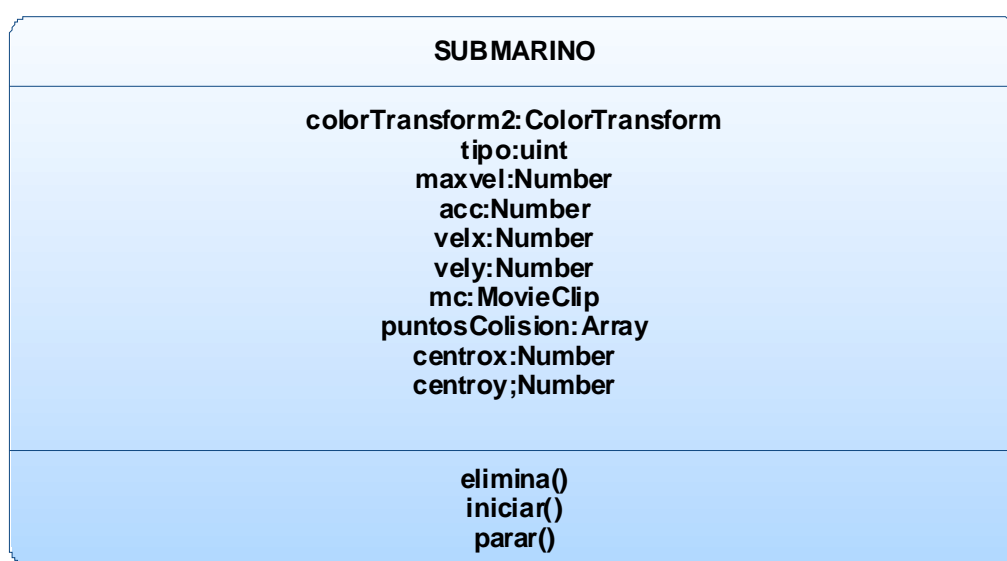 SUBMARINO
colorTransform2:ColorTransform
tipo:uint
maxvel:Number
acc:Number
velx:Number
vely:Number
mc:MovieClip
puntosColision:Array
centrox:Number
centroy;Number
elimina()
iniciar()
parar()